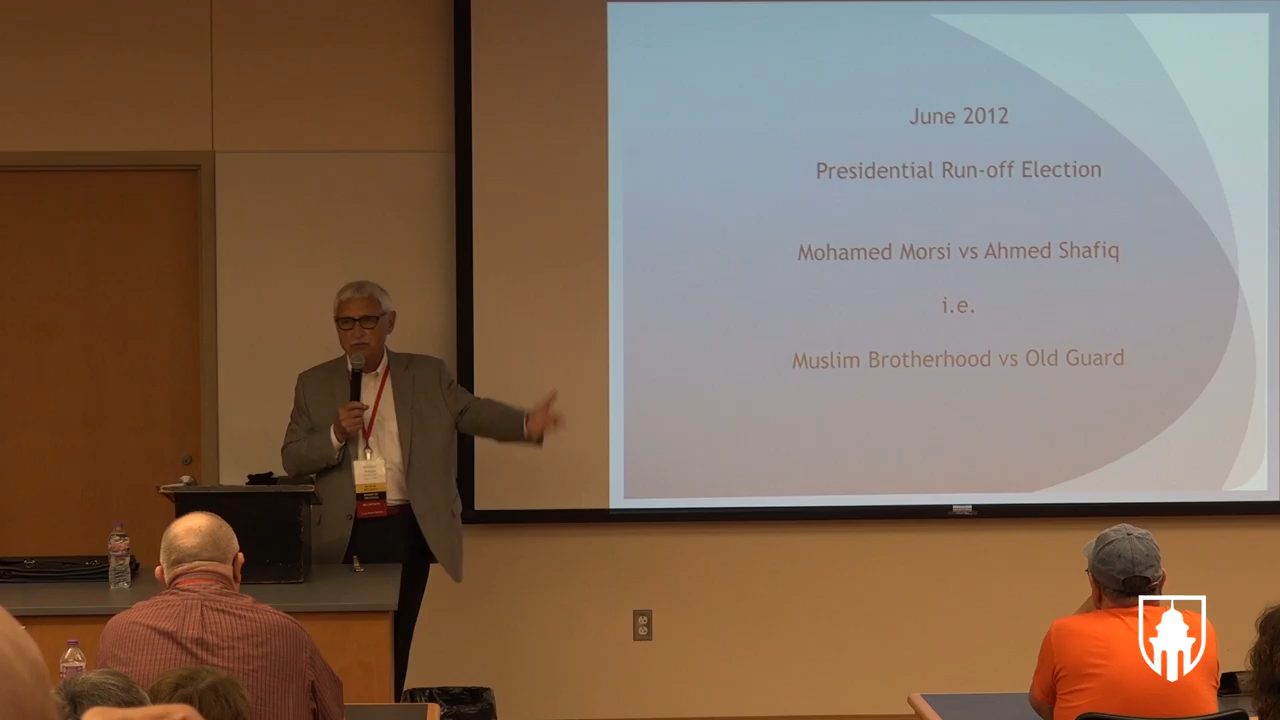 June 2012
Presidential Run-off Election
Mohamed Morsi vs Ahmed Shafiq
i.e.
Muslim Brotherhood vs Old Guard